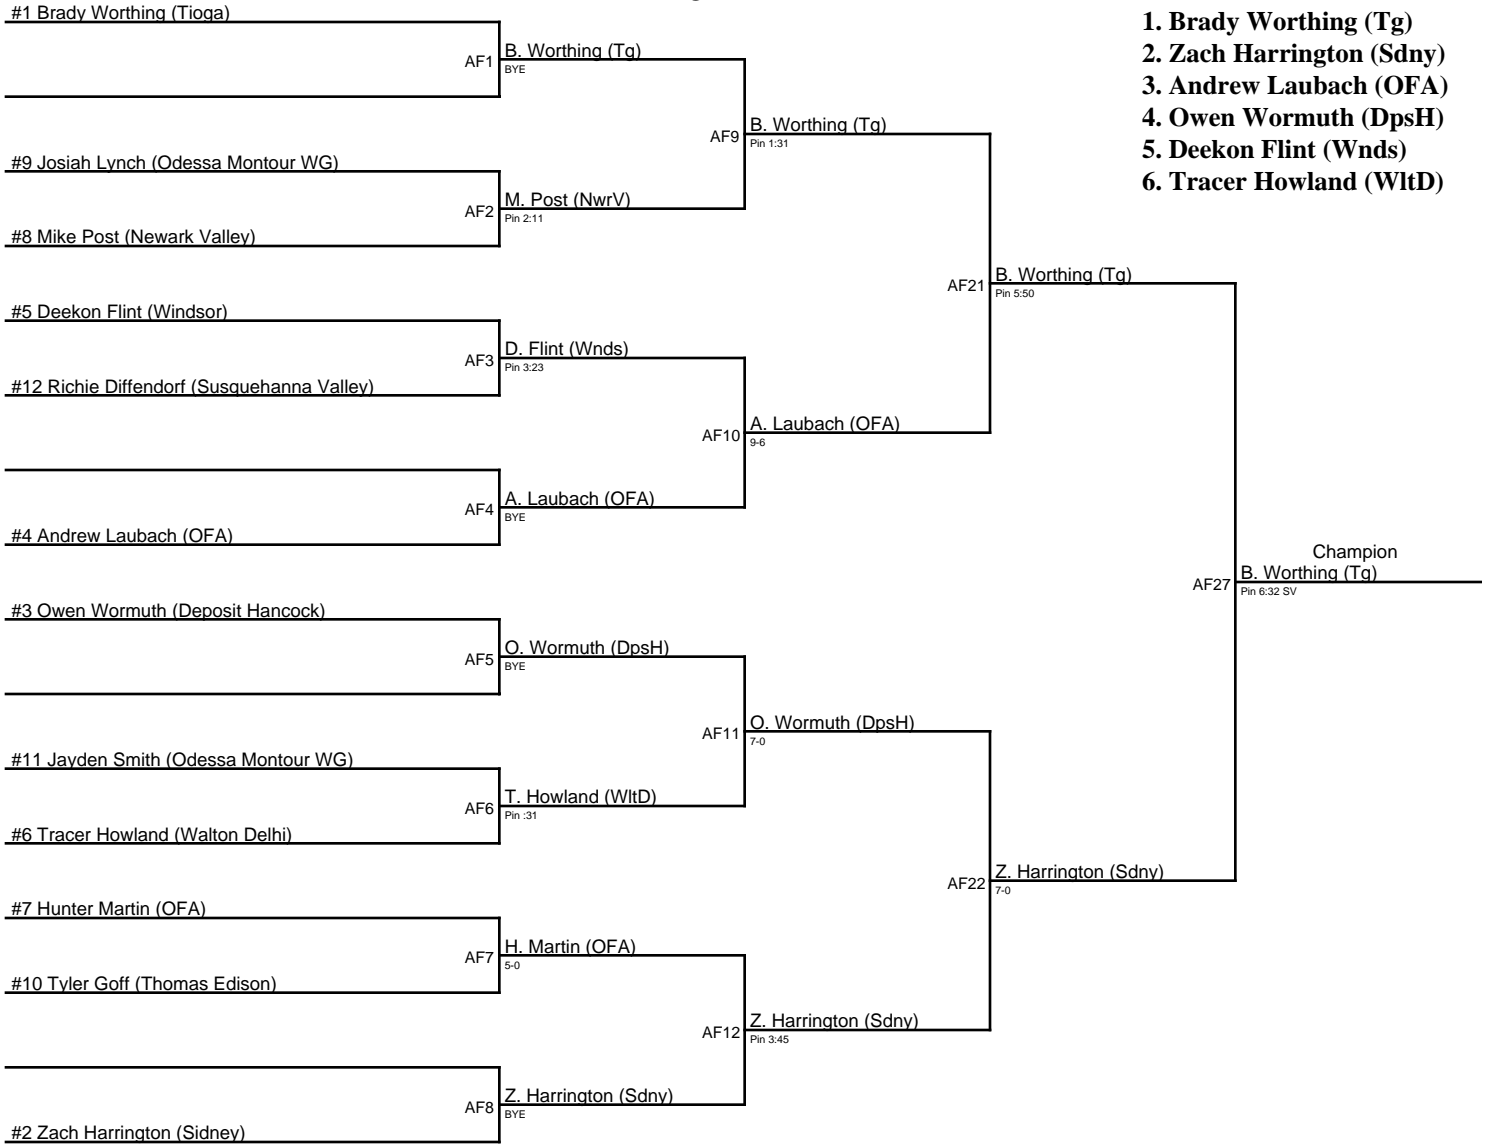 #1 Brady Worthing (Tioga)
AF1
B. Worthing (Tg)
BYE
#9 Josiah Lynch (Odessa Montour WG)
AF2
M. Post (NwrV)
Pin 2:11
#8 Mike Post (Newark Valley)
AF9
B. Worthing (Tg)
Pin 1:31
#5 Deekon Flint (Windsor)
AF3
D. Flint (Wnds)
Pin 3:23
#12 Richie Diffendorf (Susquehanna Valley)
AF10
A. Laubach (OFA)
9-6
AF4
A. Laubach (OFA)
BYE
#4 Andrew Laubach (OFA)
AF21
B. Worthing (Tg)
Pin 5:50
#3 Owen Wormuth (Deposit Hancock)
AF5
O. Wormuth (DpsH)
BYE
AF11
O. Wormuth (DpsH)
7-0
#11 Jayden Smith (Odessa Montour WG)
AF6
T. Howland (WltD)
Pin :31
#6 Tracer Howland (Walton Delhi)
#7 Hunter Martin (OFA)
AF7
H. Martin (OFA)
5-0
#10 Tyler Goff (Thomas Edison)
AF12
Z. Harrington (Sdny)
Pin 3:45
AF8
Z. Harrington (Sdny)
BYE
#2 Zach Harrington (Sidney)
AF22
Z. Harrington (Sdny)
7-0
Champion
AF27
B. Worthing (Tg)
Pin 6:32 SV
1. Brady Worthing (Tg)
2. Zach Harrington (Sdny)
3. Andrew Laubach (OFA)
4. Owen Wormuth (DpsH)
5. Deekon Flint (Wnds)
6. Tracer Howland (WltD)